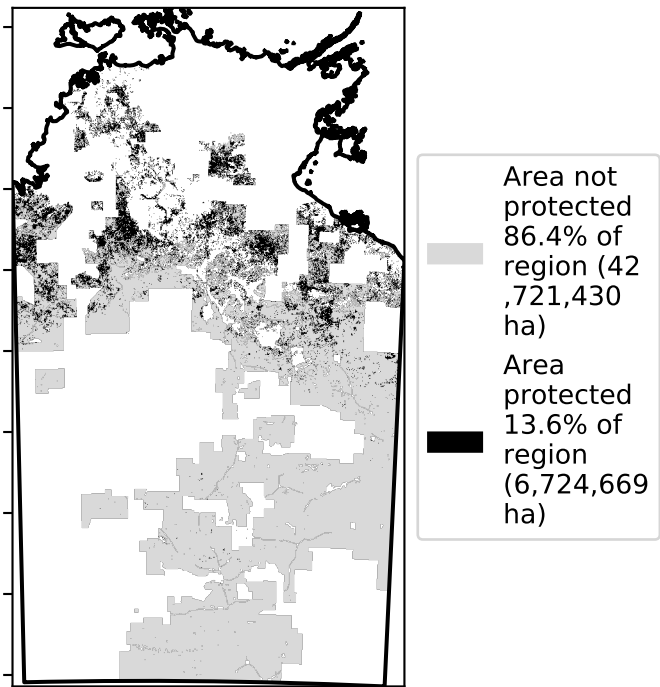 Area not
protected
86.4% of
region (42
,721,430
ha)
Area
protected
13.6% of
region
(6,724,669
ha)